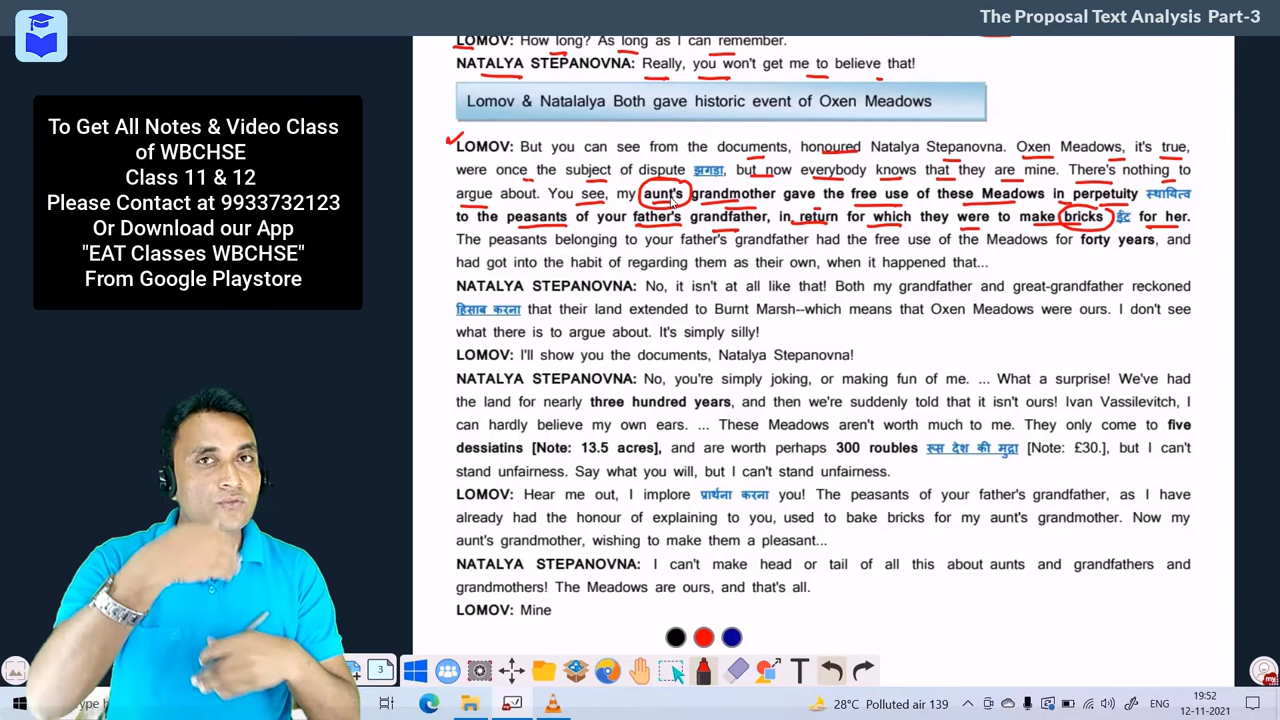 The Proposal Text Analysis Part-3
LOMOV: How long? As long as I can remember.
NATALYA STEPANOVNA: Really, you won't get me to believe that!
Lomov & Natalalya Both gave historic event of Oxen Meadows
To Get All Notes & Video Class
of WBCHSE
Class 11 & 12
Please Contact at 9933732123
Or Download our App
"EAT Classes WBCHSE"
From Google Playstore
LOMOV: But you can see from the documents, honoured Natalya Stepanovna. Oxen Meadows, it's true,
were once the subject of dispute झगड़ा, but now everybody knows that they are mine. There's nothing to
argue about. You see, my aunt's grandmother gave the free use of these Meadows in perpetuity स्थायित्व
to the peasants of your father's grandfather, in return for which they were to make bricks ईंट for her.
The peasants belonging to your father's grandfather had the free use of the Meadows for forty years, and
had got into the habit of regarding them as their own, when it happened that...
NATALYA STEPANOVNA: No, it isn't at all like that! Both my grandfather and great-grandfather reckoned
हिसाब करना that their land extended to Burnt Marsh--which means that Oxen Meadows were ours. I don't see
what there is to argue about. It's simply silly!
LOMOV: I'll show you the documents, Natalya Stepanovna!
NATALYA STEPANOVNA: No, you're simply joking, or making fun of me. ... What a surprise! We've had
the land for nearly three hundred years, and then we're suddenly told that it isn't ours! Ivan Vassilevitch, I
can hardly believe my own ears. ... These Meadows aren't worth much to me. They only come to five
dessiatins [Note: 13.5 acres], and are worth perhaps 300 roubles रूस देश की मुद्रा [Note: £30.], but I can't
stand unfairness. Say what you will, but I can't stand unfairness.
LOMOV: Hear me out, I implore प्रार्थना करना you! The peasants of your father's grandfather, as I have
already had the honour of explaining to you, used to bake bricks for my aunt's grandmother. Now my
aunt's grandmother, wishing to make them a pleasant...
NATALYA STEPANOVNA: I can't make head or tail of all this about aunts and grandfathers and
grandmothers! The Meadows are ours, and that's all.
LOMOV: Mine
3
T
28°C Polluted air 139
ENG
19:52
12-11-2021